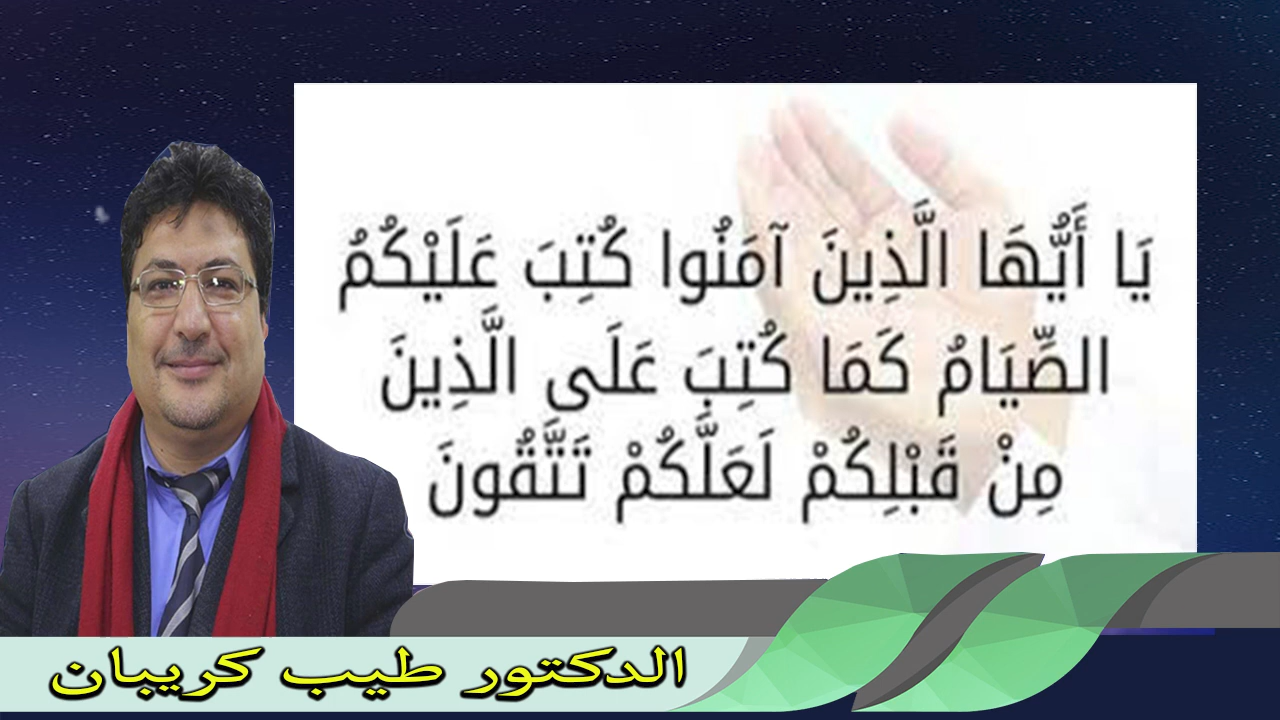 يَا أَيُّهَا الَّذِينَ آمَنُوا كُتِبَ عَلَيْكُمُ
الصِّيَامُ كَمَا كُتِبَ عَلَى الَّذِينَ
مِنْ قَبْلِكُمْ لَعَلَّكُمْ تَتَّقُونَ
الدكتور طيب كريبان